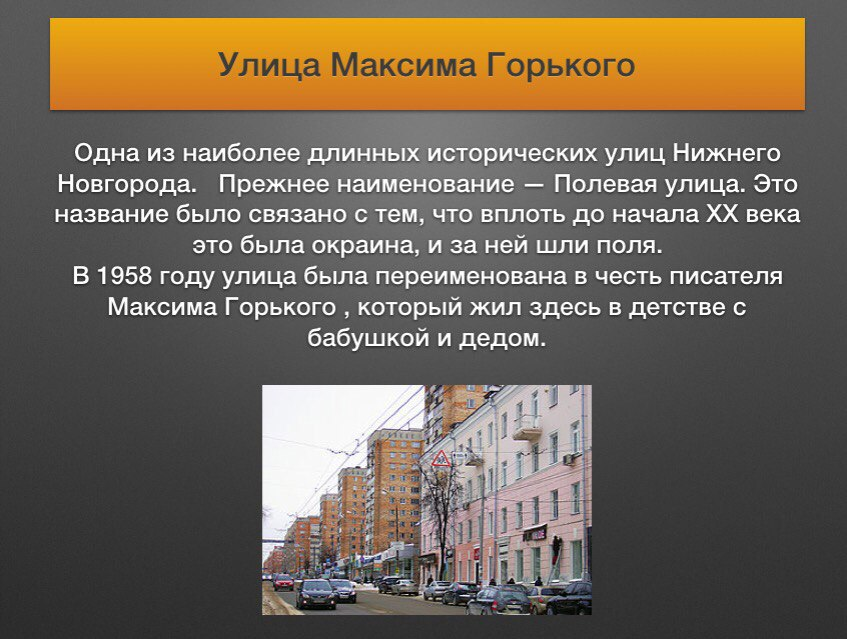 Улица Максима Горького
Одна из наиболее длинных исторических улиц Нижнего
Новгорода. Прежнее наименование — Полевая улица. Это
название было связано с тем, что вплоть до начала XX века
это была окраина, и за ней шли поля.
В 1958 году улица была переименована в честь писателя
Максима Горького , который жил здесь в детстве с
бабушкой и дедом.